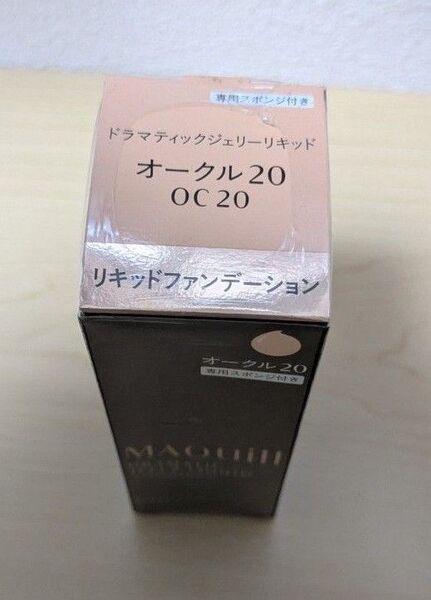 専用スポンジ付き
ドラマティックジェリーリキッド
オークル20
OC20
リキッドファンデーション
オークル20
専用スポンジ付き
MAQuill